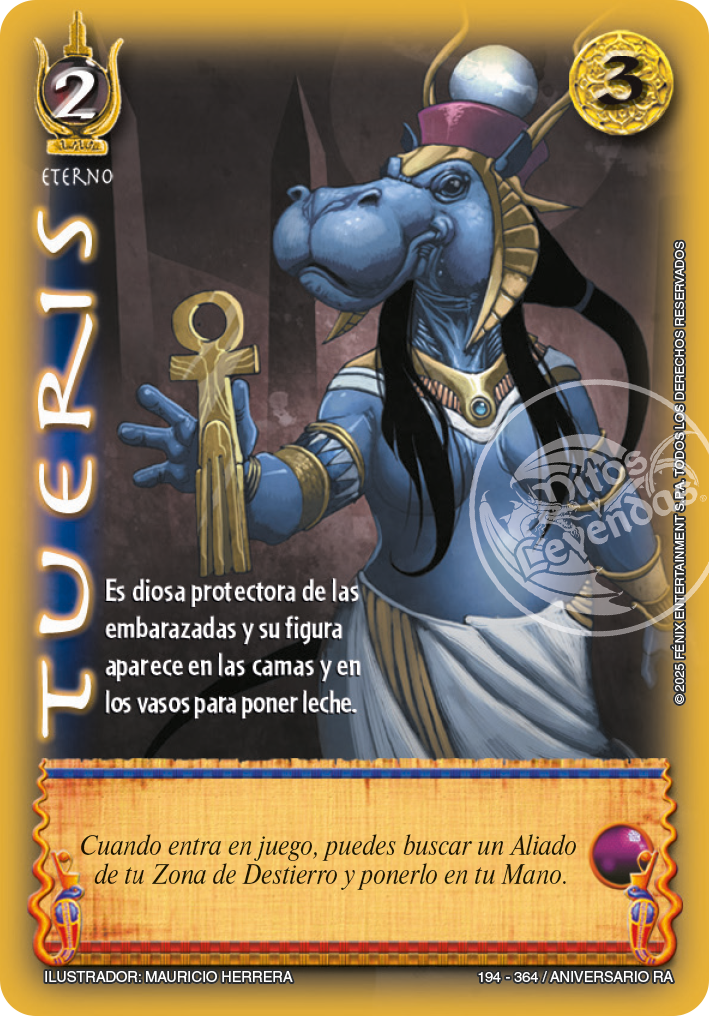 2
3
ETERNO
TUERIS
Es diosa protectora de las
embarazadas y su figura
aparece en las camas y en
los vasos para poner leche.
Mitos
y
Leyendas®
© 2025 FÉNIX ENTERTAINMENT S.P.A. TODOS LOS DERECHOS RESERVADOS
Cuando entra en juego, puedes buscar un Aliado
de tu Zona de Destierro y ponerlo en tu Mano.
ILUSTRADOR: MAURICIO HERRERA
194 - 364 / ANIVERSARIO RA